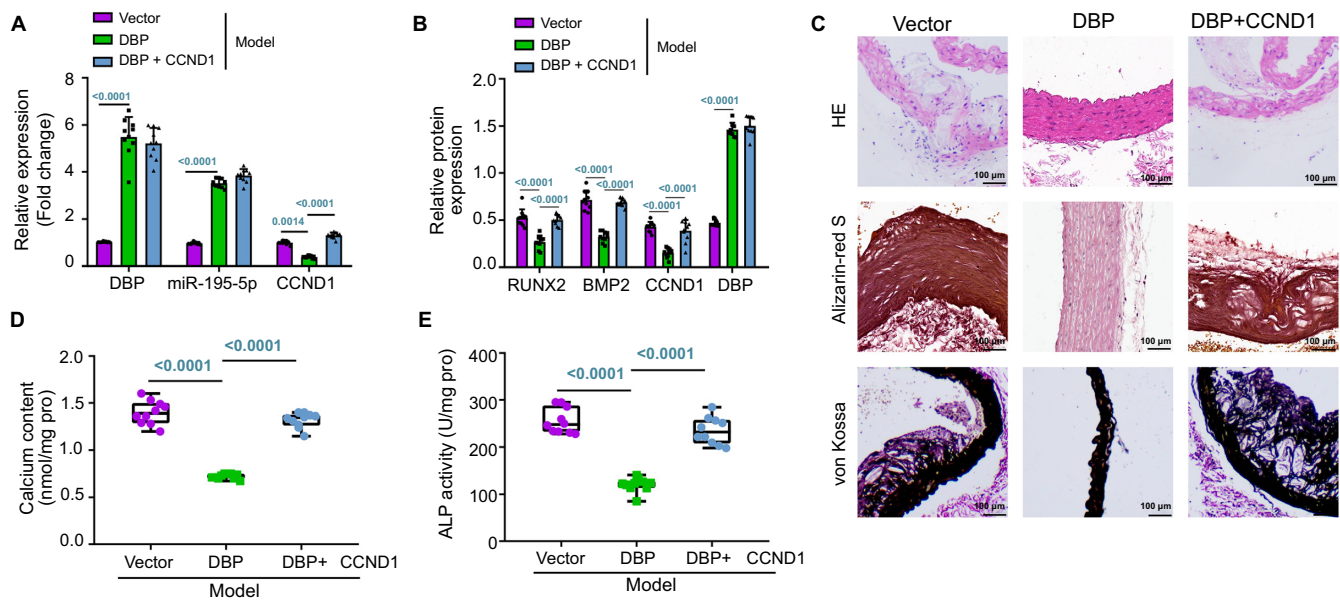 A
Vector
DBP
DBP + CCND1
Model
Relative expression
(Fold change)
8
6
4
2
0
<0.0001
<0.0001
0.0014
<0.0001
DBP
miR-195-5p
CCND1
B
Vector
DBP
DBP + CCND1
Model
Relative protein
expression
2.0
1.5
1.0
0.5
0.0
<0.0001
<0.0001
<0.0001
<0.0001
<0.0001
<0.0001
<0.0001
RUNX2
BMP2
CCND1
DBP
C
Vector
DBP
DBP+CCND1
HE
100 μm
100 μm
100 μm
Alizarin-red S
100 μm
100 μm
100 μm
von Kossa
100 μm
100 μm
100 μm
D
Calcium content
(nmol/mg pro)
2.0
1.5
1.0
0.5
0.0
<0.0001
<0.0001
Vector
DBP
DBP+
CCND1
Model
E
ALP activity (U/mg pro)
400
300
200
100
0
<0.0001
<0.0001
Vector
DBP
DBP+
CCND1
Model